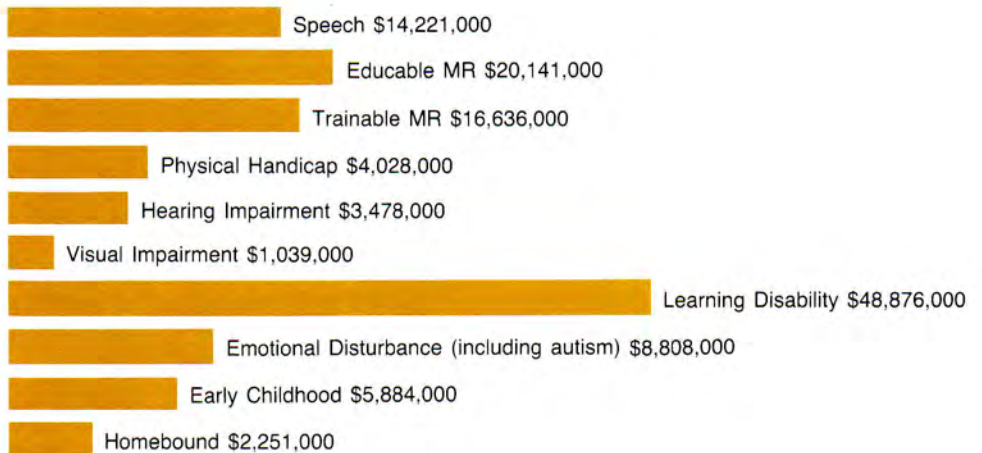 Speech $14,221,000
Educable MR $20,141,000
Trainable MR $16,636,000
Physical Handicap $4,028,000
Hearing Impairment $3,478,000
Visual Impairment $1,039,000
Learning Disability $48,876,000
Emotional Disturbance (including autism) $8,808,000
Early Childhood $5,884,000
Homebound $2,251,000